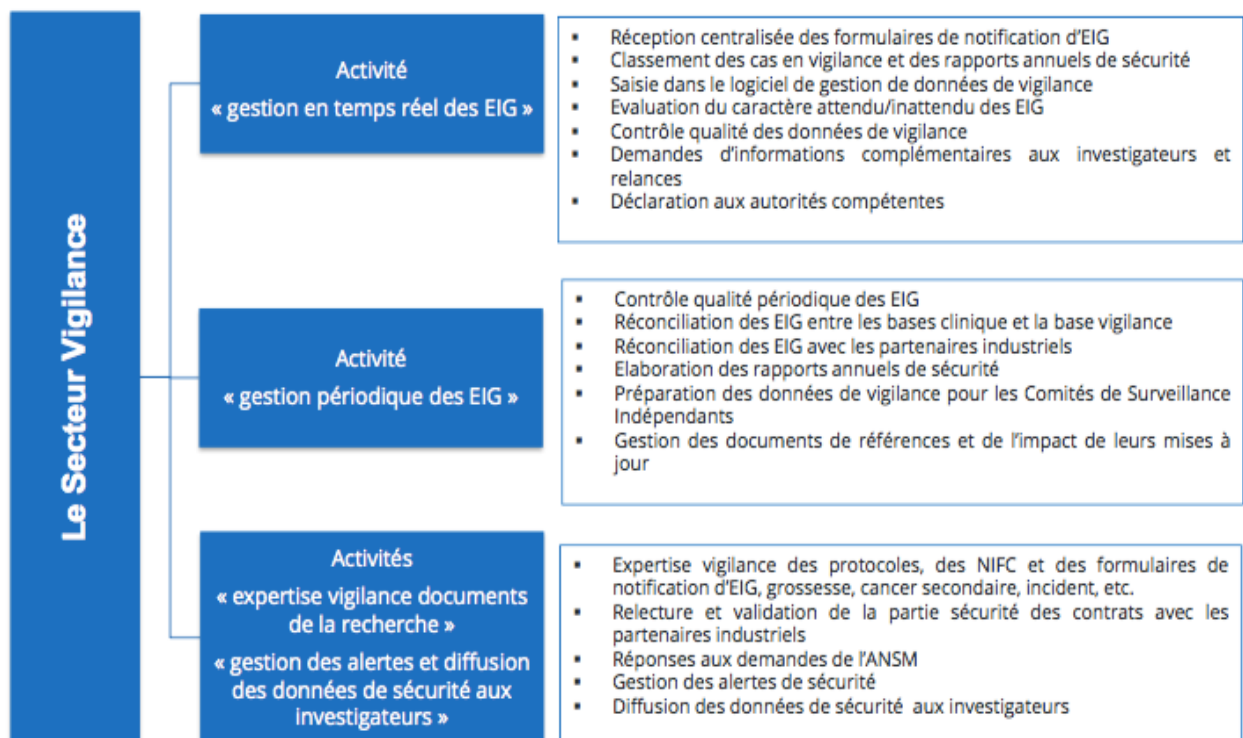 Le Secteur Vigilance
Activité
« gestion en temps réel des EIG »
▪ Réception centralisée des formulaires de notification d'EIG
▪ Classement des cas en vigilance et des rapports annuels de sécurité
▪ Saisie dans le logiciel de gestion de données de vigilance
▪ Evaluation du caractère attendu/inattendu des EIG
▪ Contrôle qualité des données de vigilance
▪ Demandes d'informations complémentaires aux investigateurs et
relances
▪ Déclaration aux autorités compétentes
Activité
« gestion périodique des EIG »
▪ Contrôle qualité périodique des EIG
▪ Réconciliation des EIG entre les bases clinique et la base vigilance
▪ Réconciliation des EIG avec les partenaires industriels
▪ Elaboration des rapports annuels de sécurité
▪ Préparation des données de vigilance pour les Comités de Surveillance
Indépendants
▪ Gestion des documents de références et de l'impact de leurs mises à
jour
Activités
« expertise vigilance documents
de la recherche »
« gestion des alertes et diffusion
des données de sécurité aux
investigateurs »
▪ Expertise vigilance des protocoles, des NIFC et des formulaires de
notification d'EIG, grossesse, cancer secondaire, incident, etc.
▪ Relecture et validation de la partie sécurité des contrats avec les
partenaires industriels
▪ Réponses aux demandes de l'ANSM
▪ Gestion des alertes de sécurité
▪ Diffusion des données de sécurité aux investigateurs